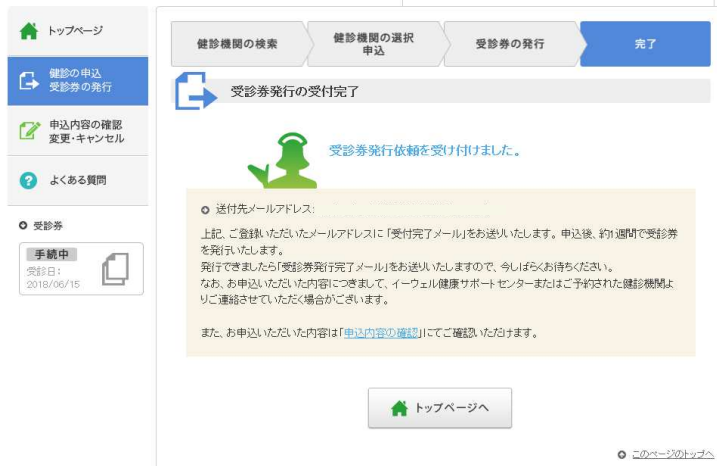 トップページ
健診の申込
受診券の発行
申込内容の確認
変更・キャンセル
よくある質問
受診券
手続中
受診日:
2018/06/15
健診機関の検索
健診機関の選択
申込
受診券の発行
完了
受診券発行の受付完了
受診券発行依頼を受け付けました。
送付先メールアドレス:
上記、ご登録いただいたメールアドレスに「受付完了メール」をお送りいたします。申込後、約1週間で受診券
を発行いたします。
発行できましたら「受診券発行完了メール」をお送りいたしますので、今しばらくお待ちください。
なお、お申込いただいた内容につきまして、イーウェル健康サポートセンターまたはご予約された健診機関よ
りご連絡させていただく場合がございます。
また、お申込いただいた内容は「申込内容の確認」にてご確認いただけます。
トップページへ
このページのトップへ